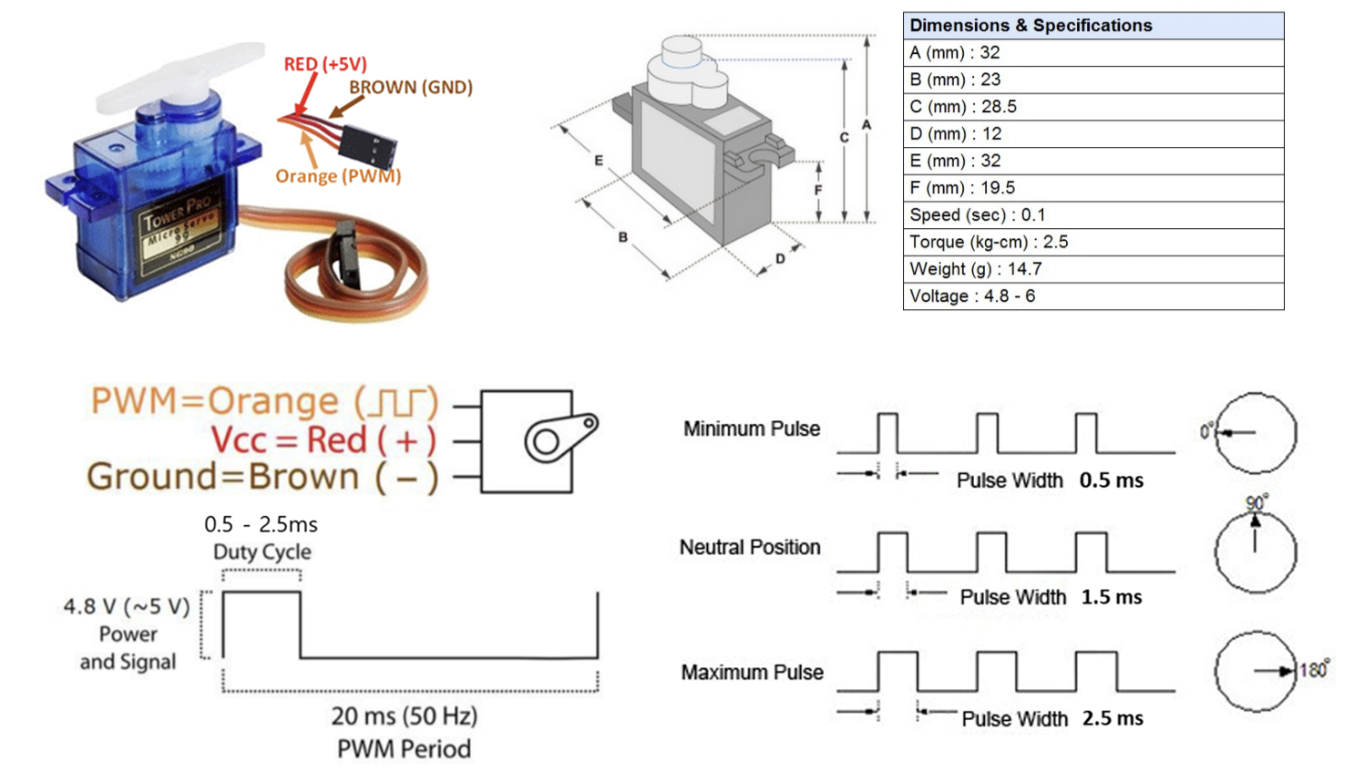 RED (+5V)
BROWN (GND)
Orange (PWM)
TOWER PRO
Micro Servo
9g
SG90
A
C
E
F
B
D
Dimensions & Specifications
A (mm) : 32
B (mm) : 23
C (mm) : 28.5
D (mm) : 12
E (mm) : 32
F (mm) : 19.5
Speed (sec) : 0.1
Torque (kg-cm) : 2.5
Weight (g) : 14.7
Voltage : 4.8 - 6
PWM=Orange (⎍⎍)
Vcc = Red ( + )
Ground=Brown ( – )
0.5 - 2.5ms
Duty Cycle
4.8 V (~5 V)
Power
and Signal
20 ms (50 Hz)
PWM Period
Minimum Pulse
Pulse Width 0.5 ms
0°
Neutral Position
Pulse Width 1.5 ms
90°
Maximum Pulse
Pulse Width 2.5 ms
180°